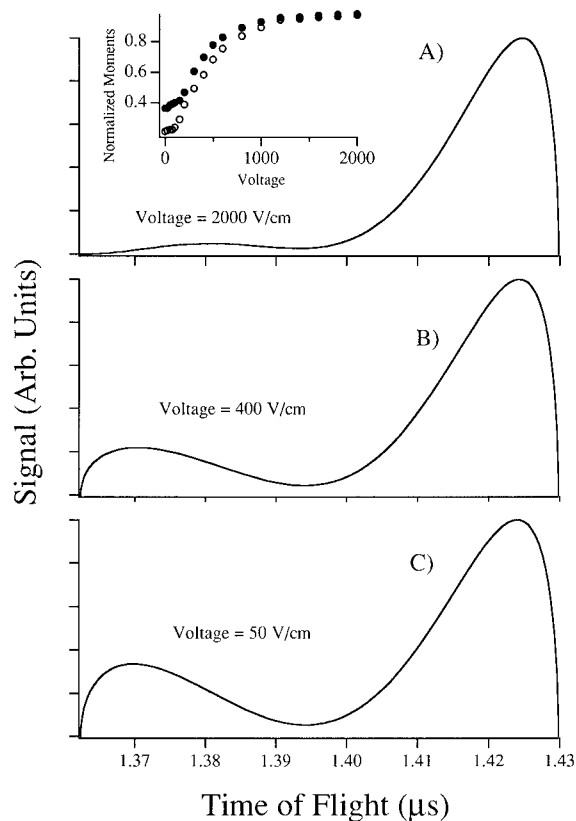 Normalized Moments
0.8
0.6
0.4
0
500
1000
1500
2000
Voltage
A)
Voltage = 2000 V/cm
Signal (Arb. Units)
B)
Voltage = 400 V/cm
C)
Voltage = 50 V/cm
1.37
1.38
1.39
1.40
1.41
1.42
1.43
Time of Flight (μs)